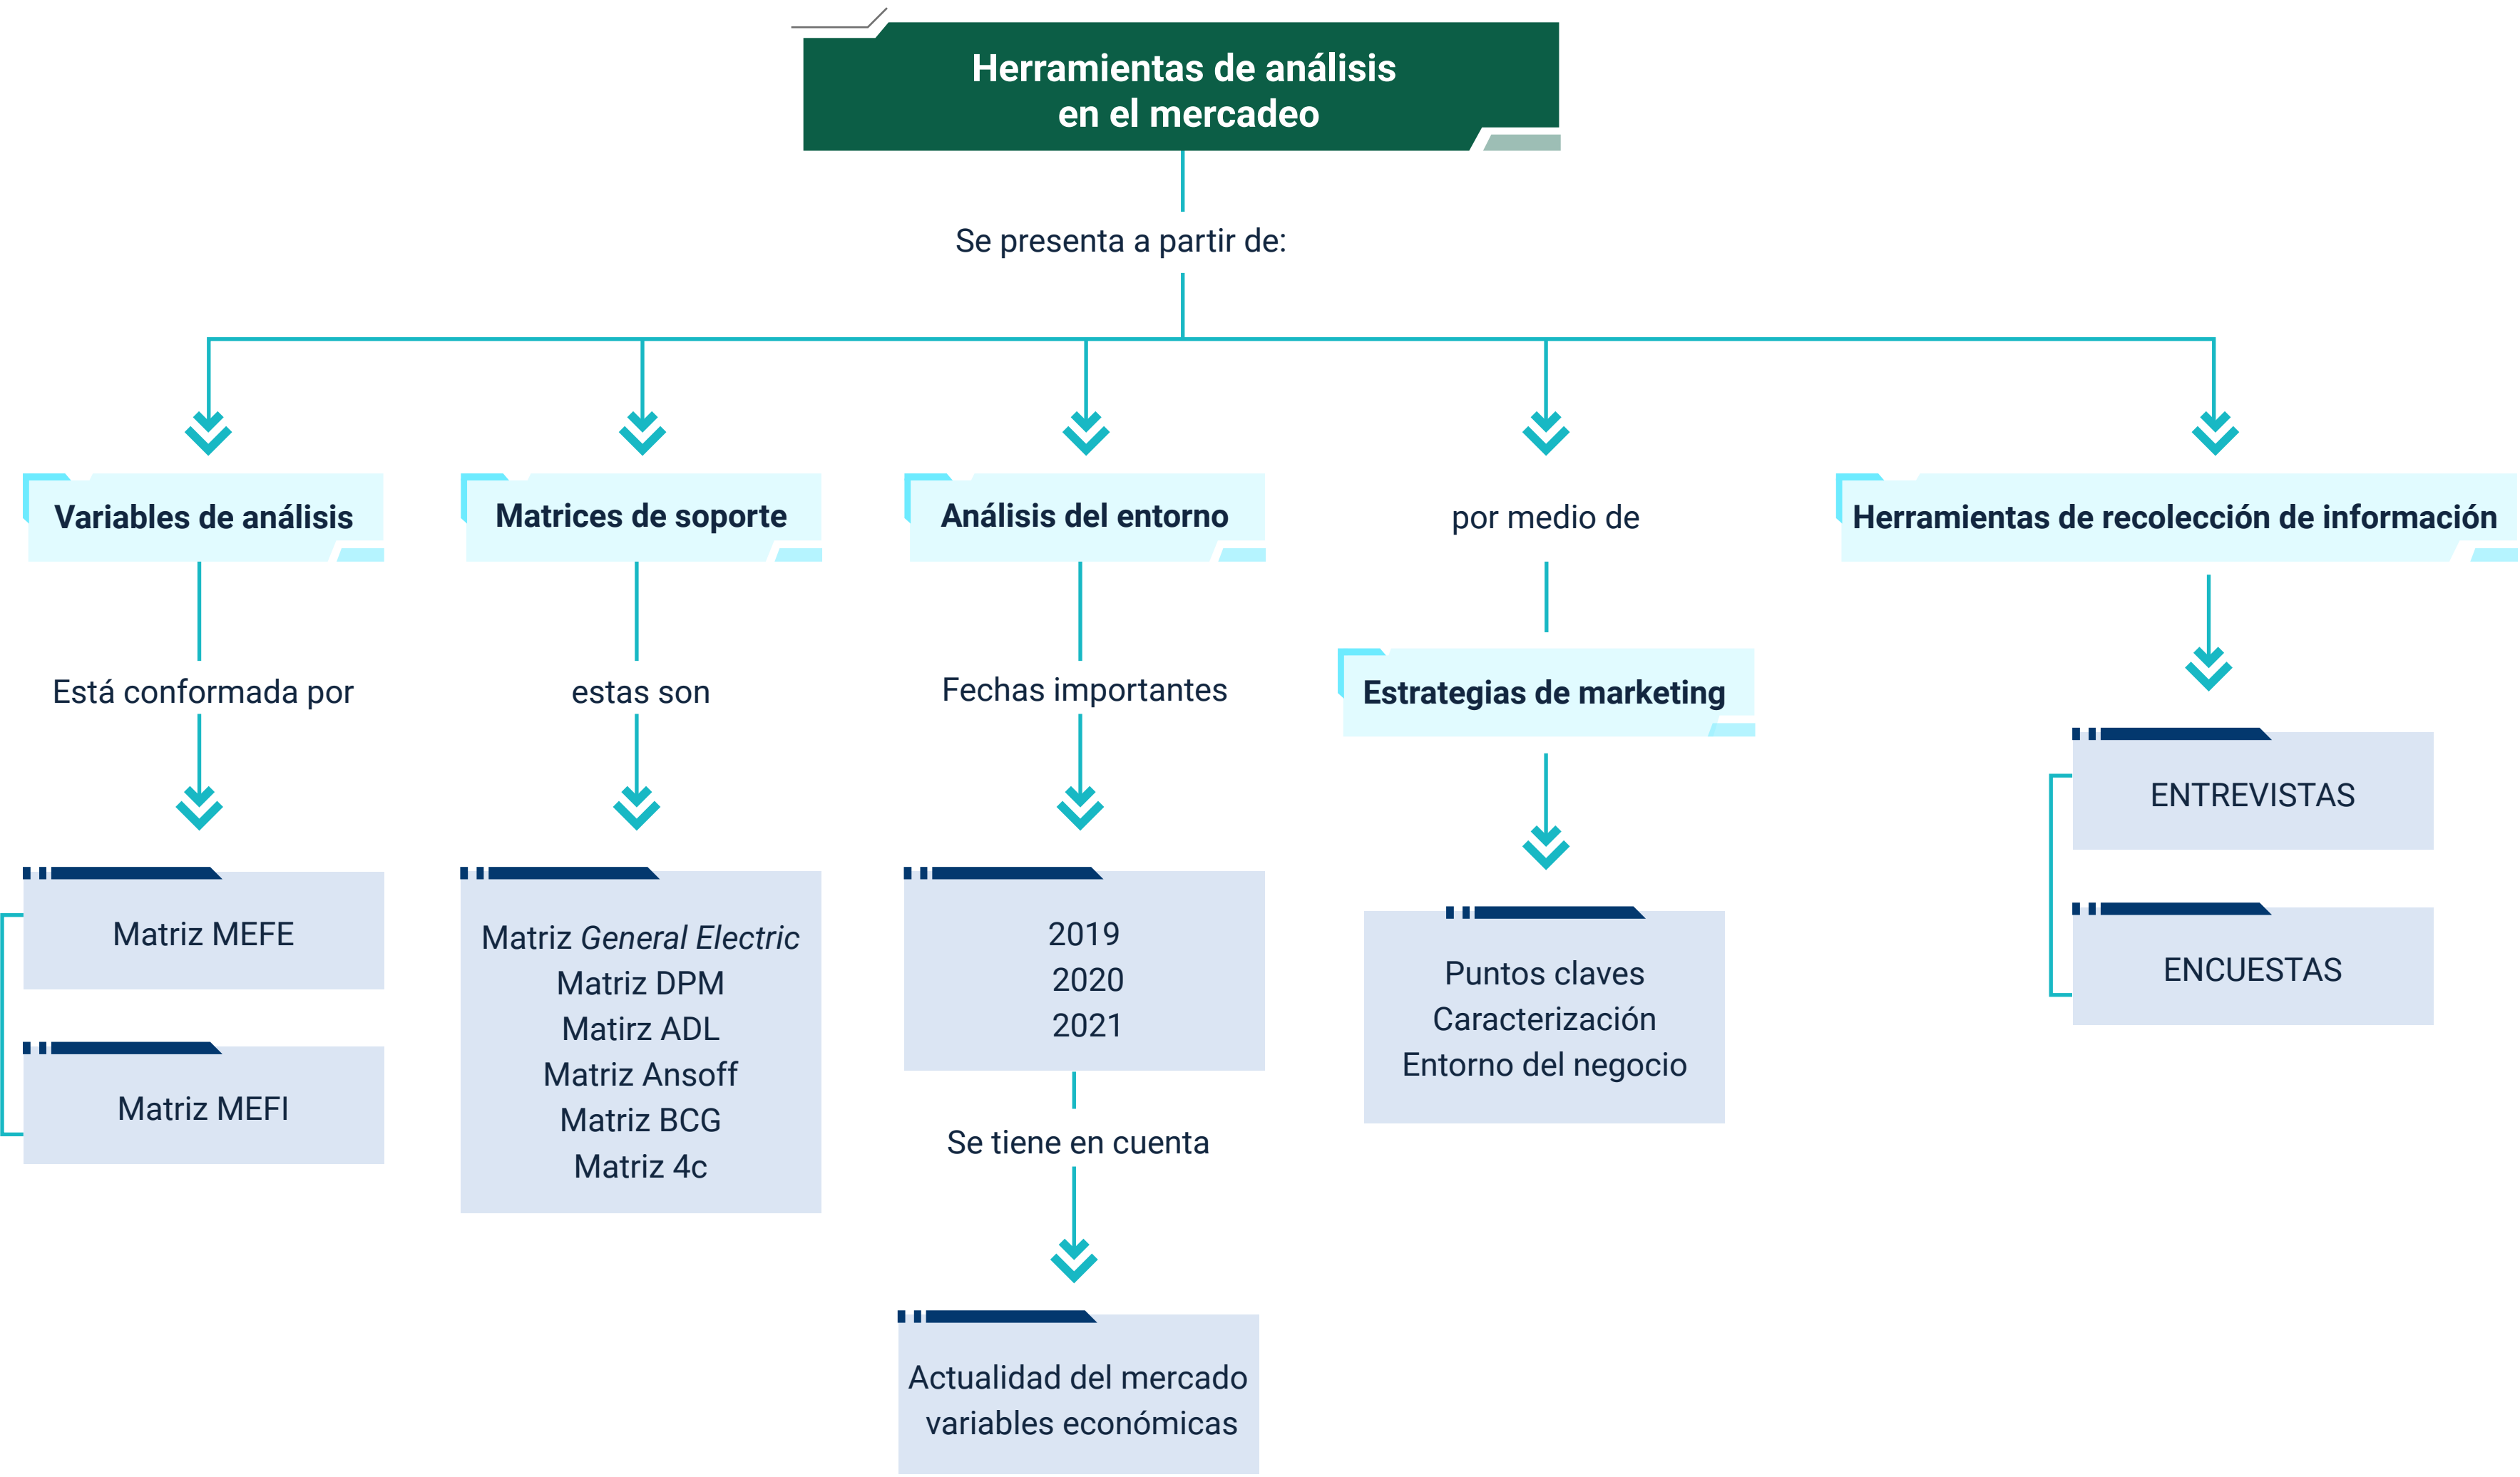 Herramientas de análisis
en el mercadeo
Se presenta a partir de:
Variables de análisis
Está conformada por
Matriz MEFE
Matriz MEFI
Matrices de soporte
estas son
Matriz General Electric
Matriz DPM
Matirz ADL
Matriz Ansoff
Matriz BCG
Matriz 4c
Análisis del entorno
Fechas importantes
2019
2020
2021
Se tiene en cuenta
Actualidad del mercado
variables económicas
por medio de
Estrategias de marketing
Puntos claves
Caracterización
Entorno del negocio
Herramientas de recolección de información
ENTREVISTAS
ENCUESTAS